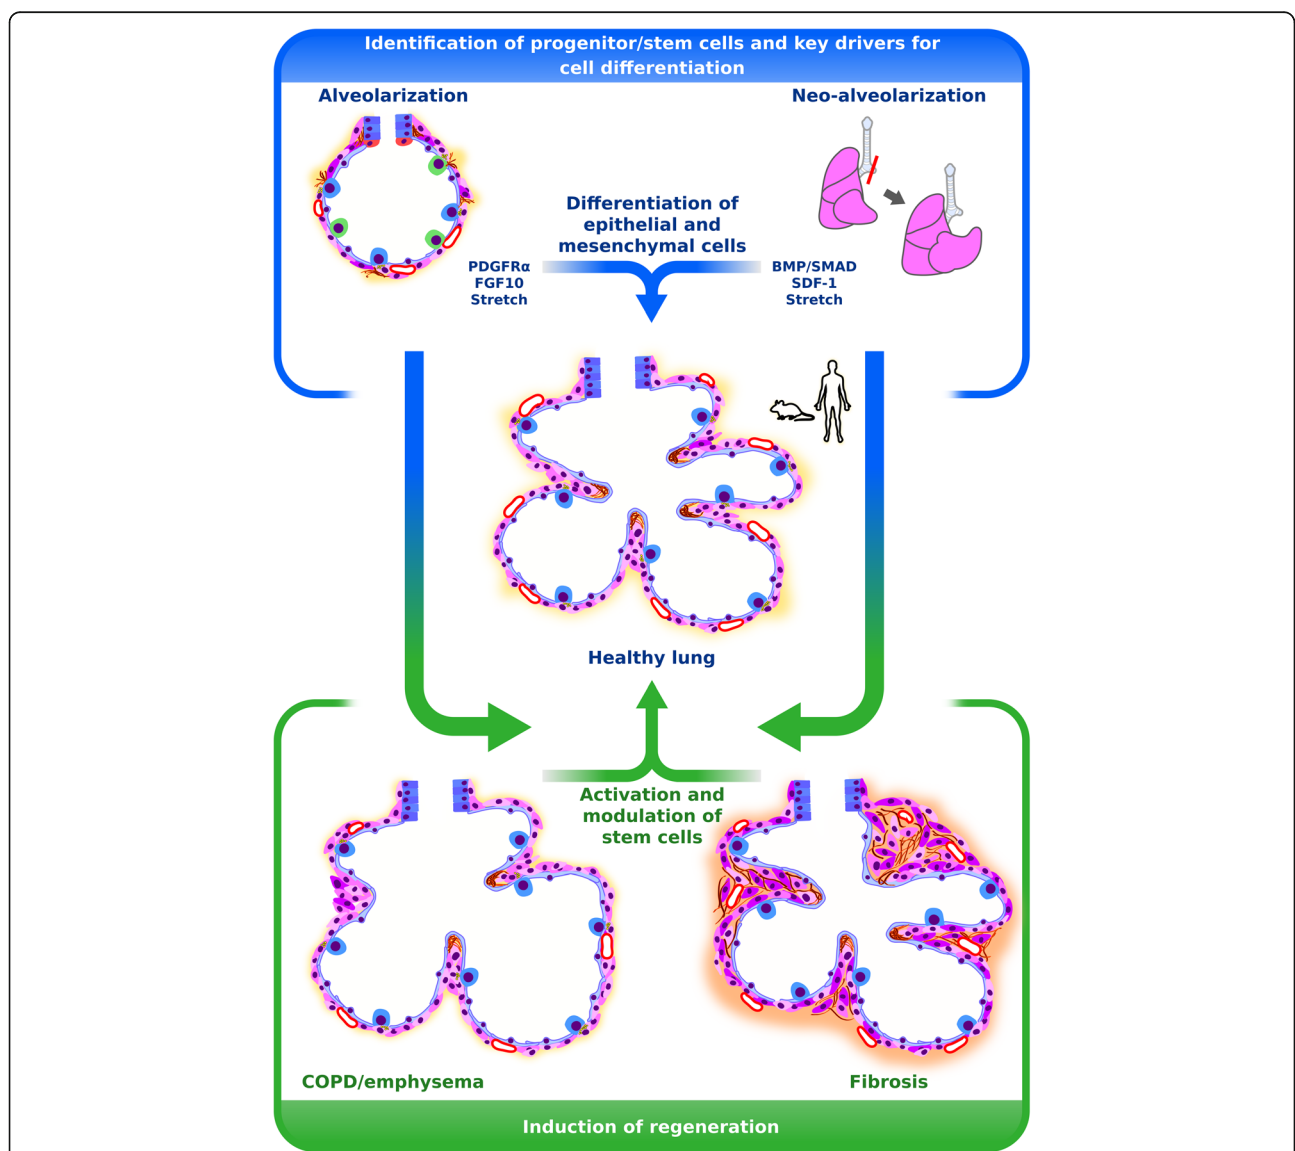 Identification of progenitor/stem cells and key drivers for
cell differentiation
Alveolarization
Neo-alveolarization
Differentiation of
epithelial and
mesenchymal cells
PDGFRα
FGF10
Stretch
BMP/SMAD
SDF-1
Stretch
Healthy lung
Activation and
modulation of
stem cells
COPD/emphysema
Fibrosis
Induction of regeneration